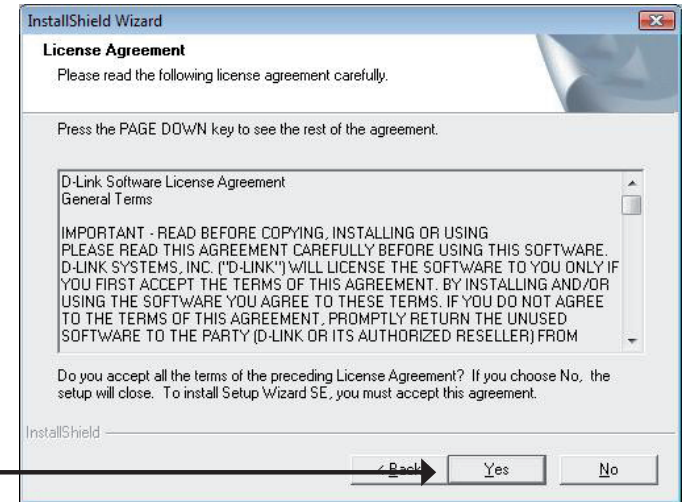 InstallShield Wizard
License Agreement
Please read the following license agreement carefully.
Press the PAGE DOWN key to see the rest of the agreement.
D-Link Software License Agreement
General Terms
IMPORTANT - READ BEFORE COPYING, INSTALLING OR USING
PLEASE READ THIS AGREEMENT CAREFULLY BEFORE USING THIS SOFTWARE.
D-LINK SYSTEMS, INC. ("D-LINK") WILL LICENSE THE SOFTWARE TO YOU ONLY IF
YOU FIRST ACCEPT THE TERMS OF THIS AGREEMENT. BY INSTALLING AND/OR
USING THE SOFTWARE YOU AGREE TO THESE TERMS. IF YOU DO NOT AGREE
TO THE TERMS OF THIS AGREEMENT, PROMPTLY RETURN THE UNUSED
SOFTWARE TO THE PARTY (D-LINK OR ITS AUTHORIZED RESELLER) FROM
Do you accept all the terms of the preceding License Agreement? If you choose No, the
setup will close. To install Setup Wizard SE, you must accept this agreement.
InstallShield
< Back Yes No